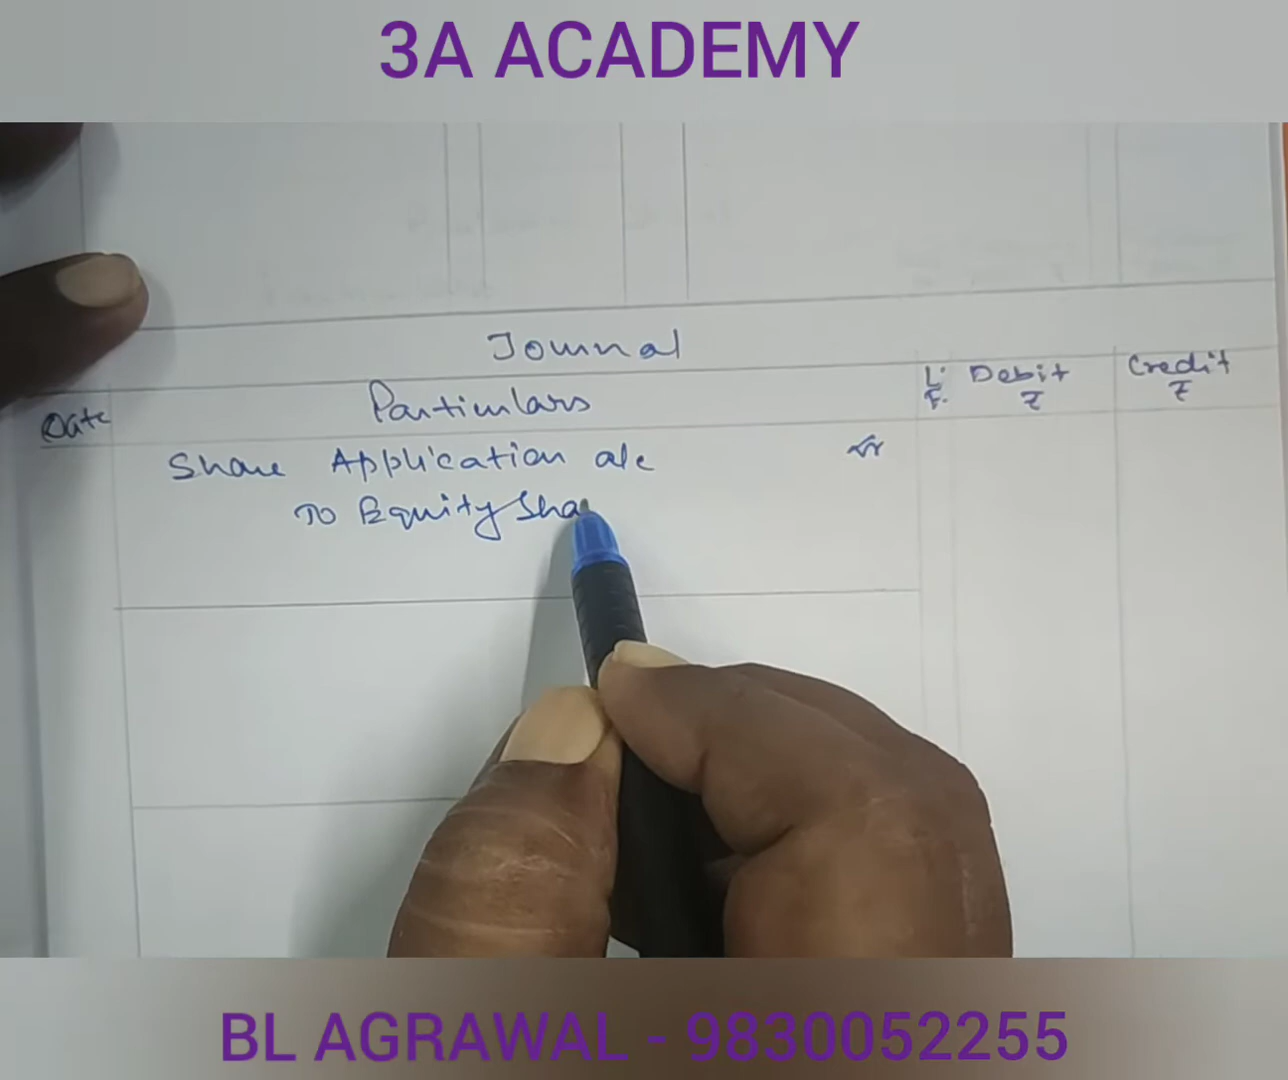 3A ACADEMY
Journal
Date Particulars L.F. Debit ₹ Credit ₹
Share Application a/c Dr
To Equity Sha
BL AGRAWAL - 9830052255